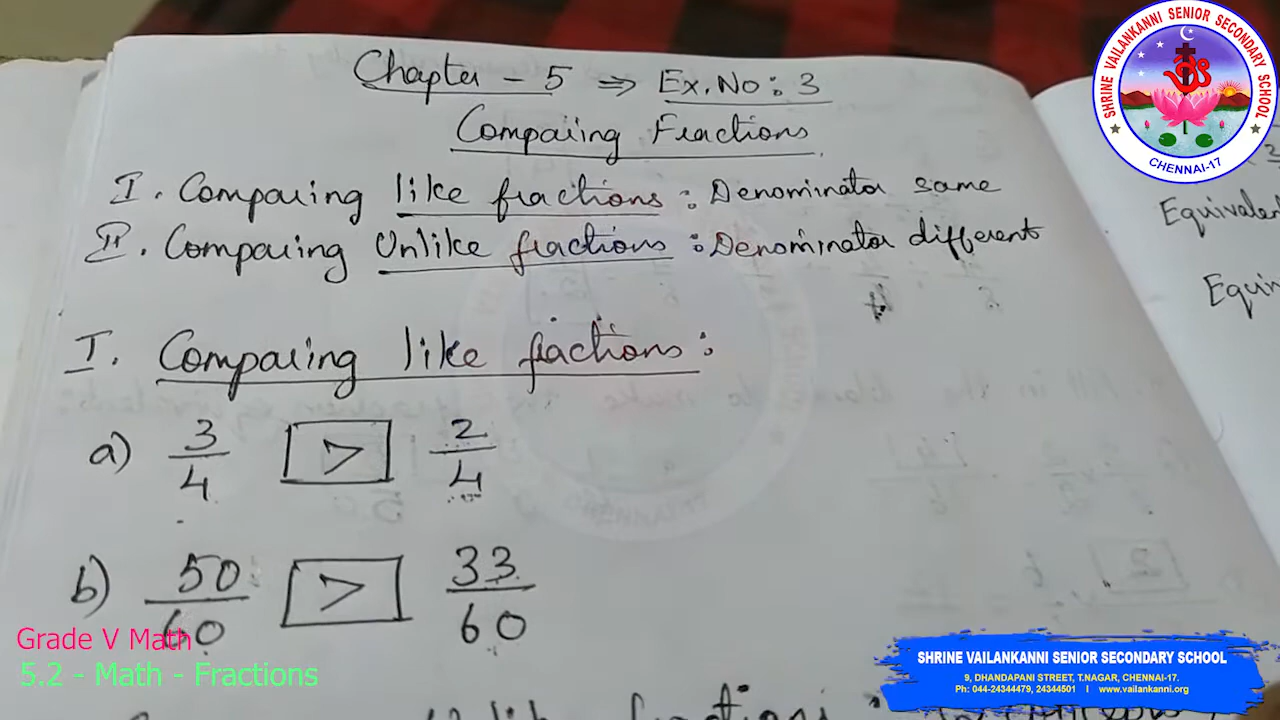 Chapter - 5 ⇒ Ex.No: 3
Comparing Fractions
I. Comparing like fractions : Denominator same
II. Comparing Unlike fractions : Denominator different
I. Comparing like fractions:
a) 3/4 > 2/4
b) 50/60 > 33/60
Grade V Math
5.2 - Math - Fractions
SHRINE VAILANKANNI SENIOR SECONDARY SCHOOL
CHENNAI-17
SHRINE VAILANKANNI SENIOR SECONDARY SCHOOL
9, DHANDAPANI STREET, T.NAGAR, CHENNAI-17.
Ph: 044-24344479, 24344501 I www.vailankanni.org